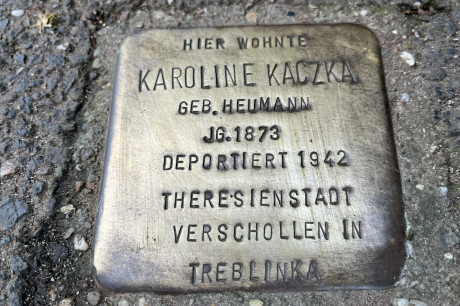 HIER WOHNTE
KAROLINE KACZKA
GEB. HEUMANN
JG. 1873
DEPORTIERT 1942
THERESIENSTADT
VERSCHOLLEN IN
TREBLINKA